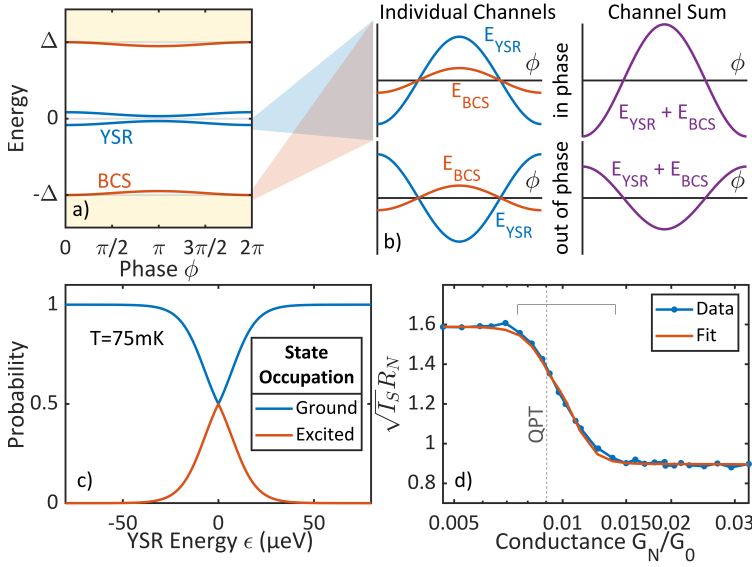 Δ
0
-Δ
Energy
YSR
BCS
a)
0
π/2
π
3π/2
2π
Phase ϕ
Individual Channels
Channel Sum
E_YSR
ϕ
E_BCS
in phase
ϕ
E_YSR + E_BCS
E_BCS
ϕ
E_YSR
b)
out of phase
E_YSR + E_BCS
ϕ
1
0.5
0
Probability
T=75mK
State
Occupation
Ground
Excited
c)
-50
0
50
YSR Energy ϵ (μeV)
1.6
1.4
1.2
1
0.8
√I_S R_N
QPT
Data
Fit
d)
0.005
0.01
0.015
0.02
0.03
Conductance G_N/G_0